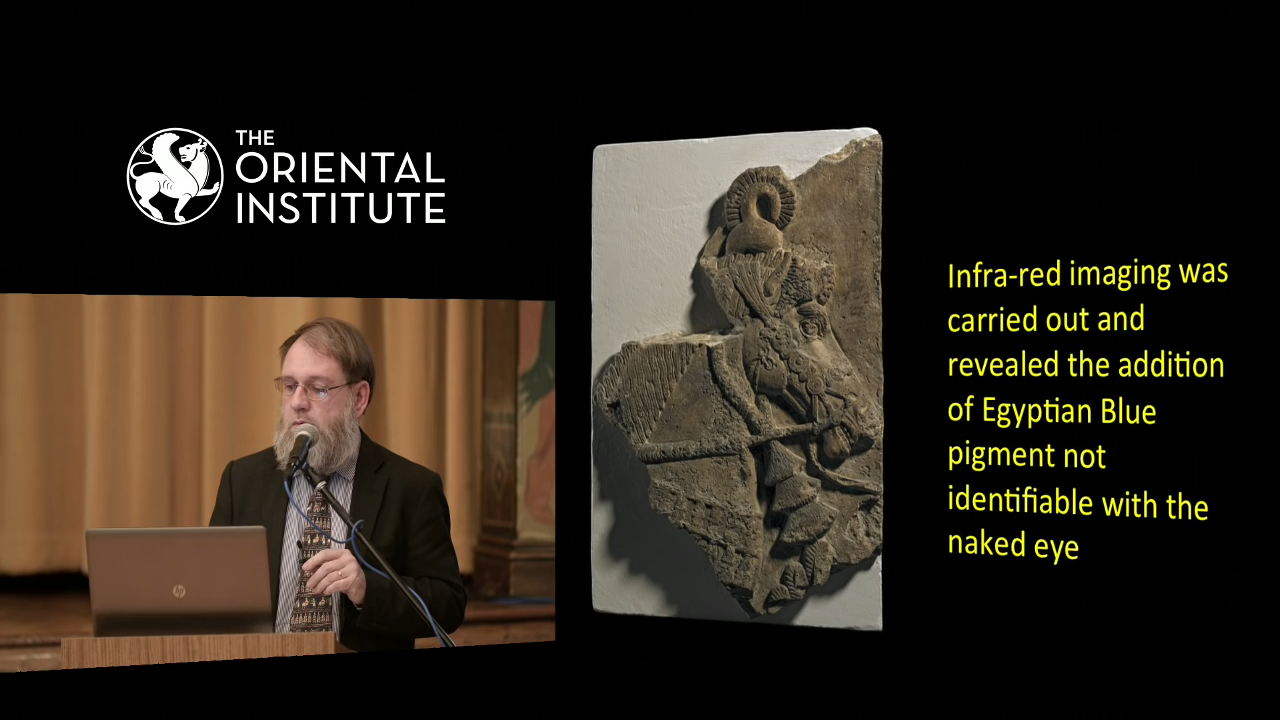 THE
ORIENTAL
INSTITUTE
Infra-red imaging was
carried out and
revealed the addition
of Egyptian Blue
pigment not
identifiable with the
naked eye
hp